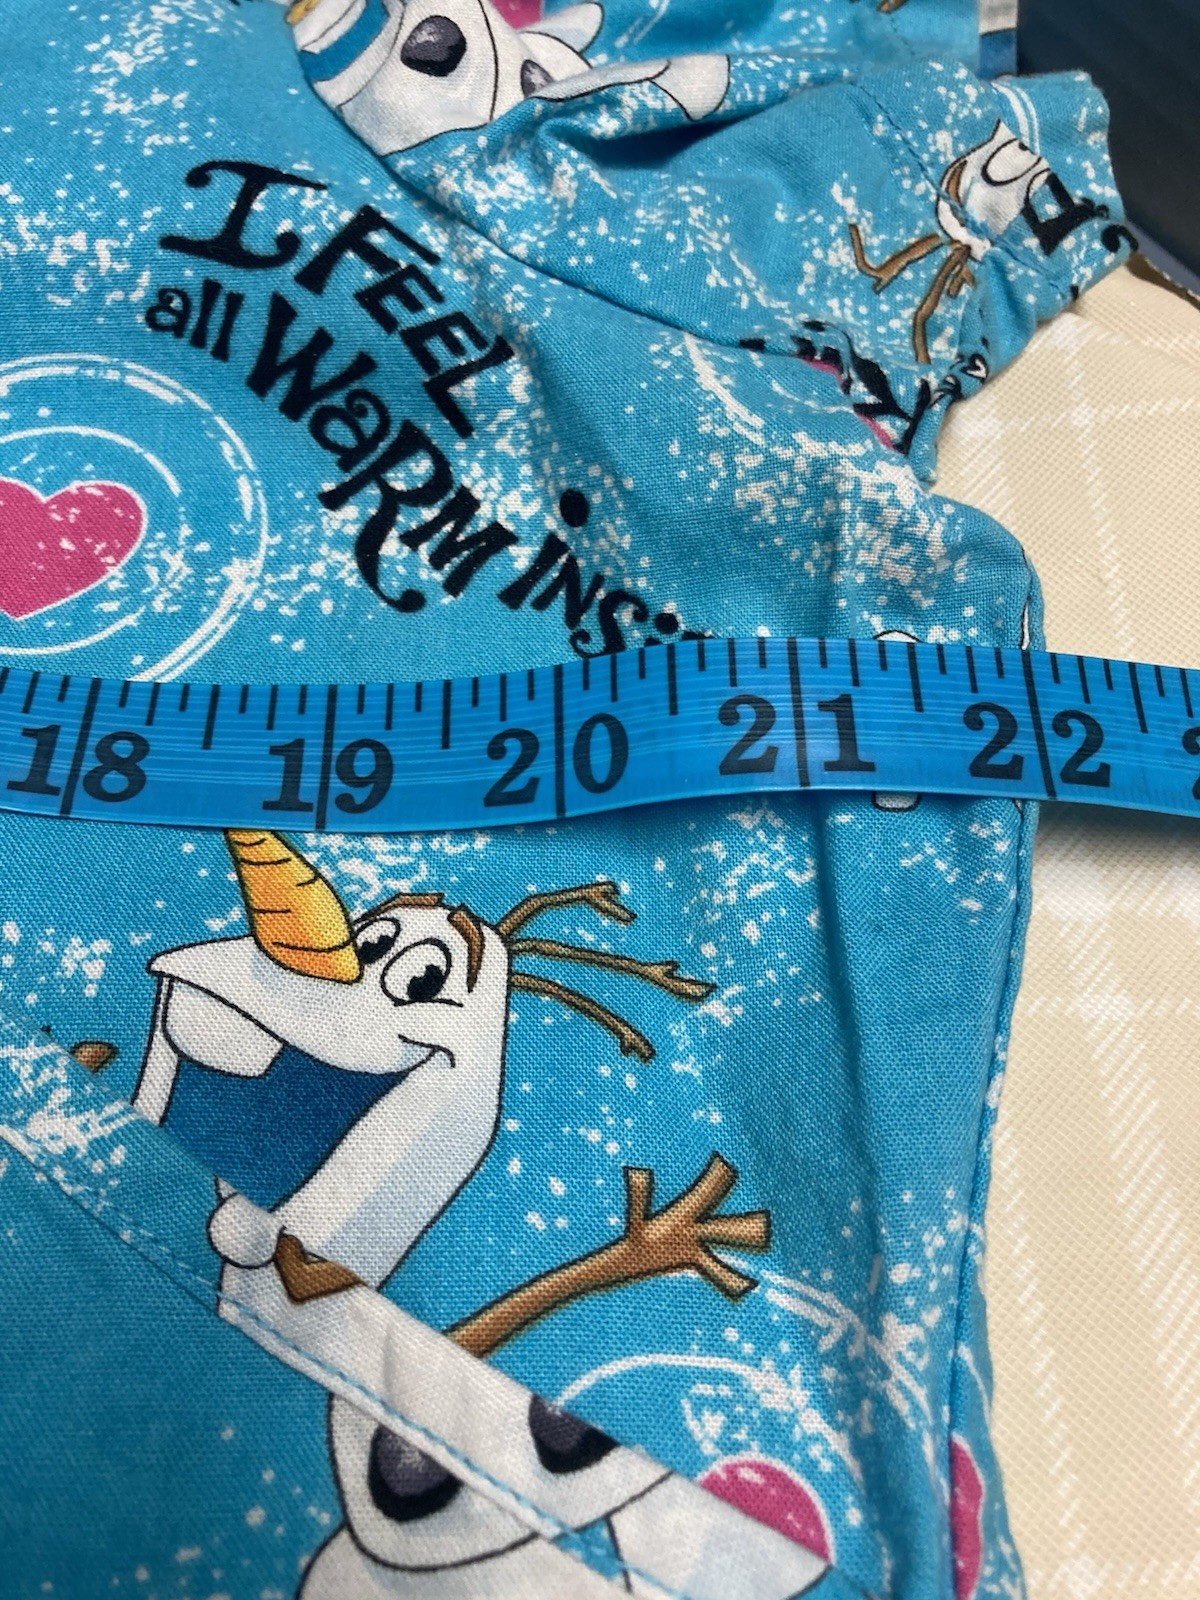 I FEEL
all WaRM iNSi
18 19 20 21 22